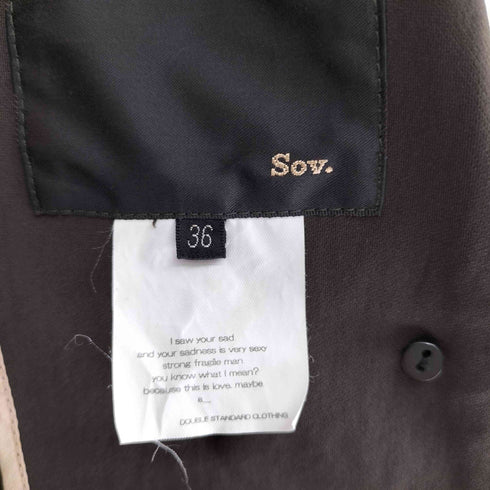 Sov.
36
I saw your sad
and your sadness is very sexy
strong fragile man
you know what I mean?
because this is love. maybe
DOUBLE STANDARD CLOTHING